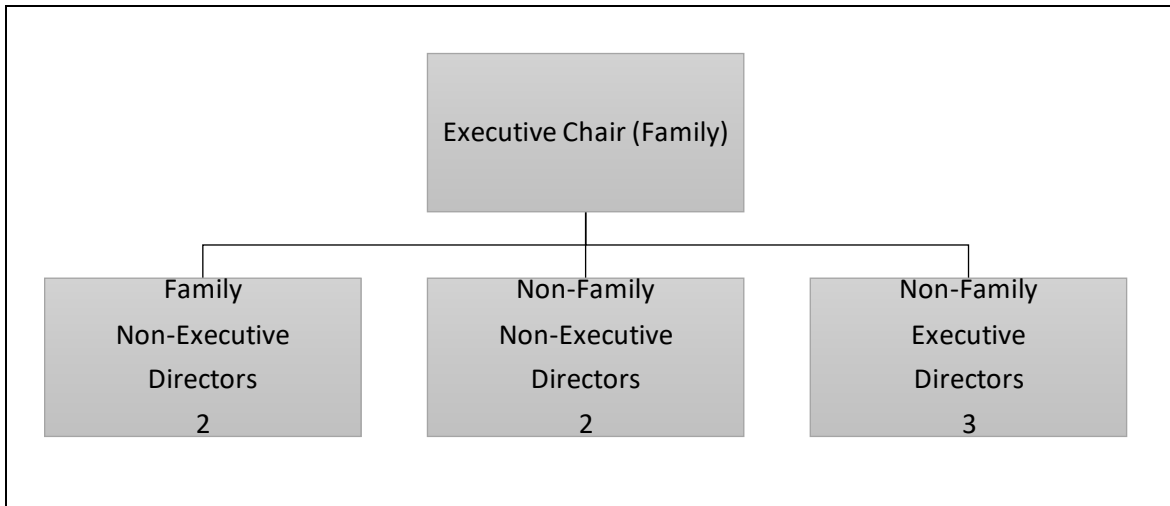 Executive Chair (Family)
Family
Non-Executive
Directors
2
Non-Family
Non-Executive
Directors
2
Non-Family
Executive
Directors
3